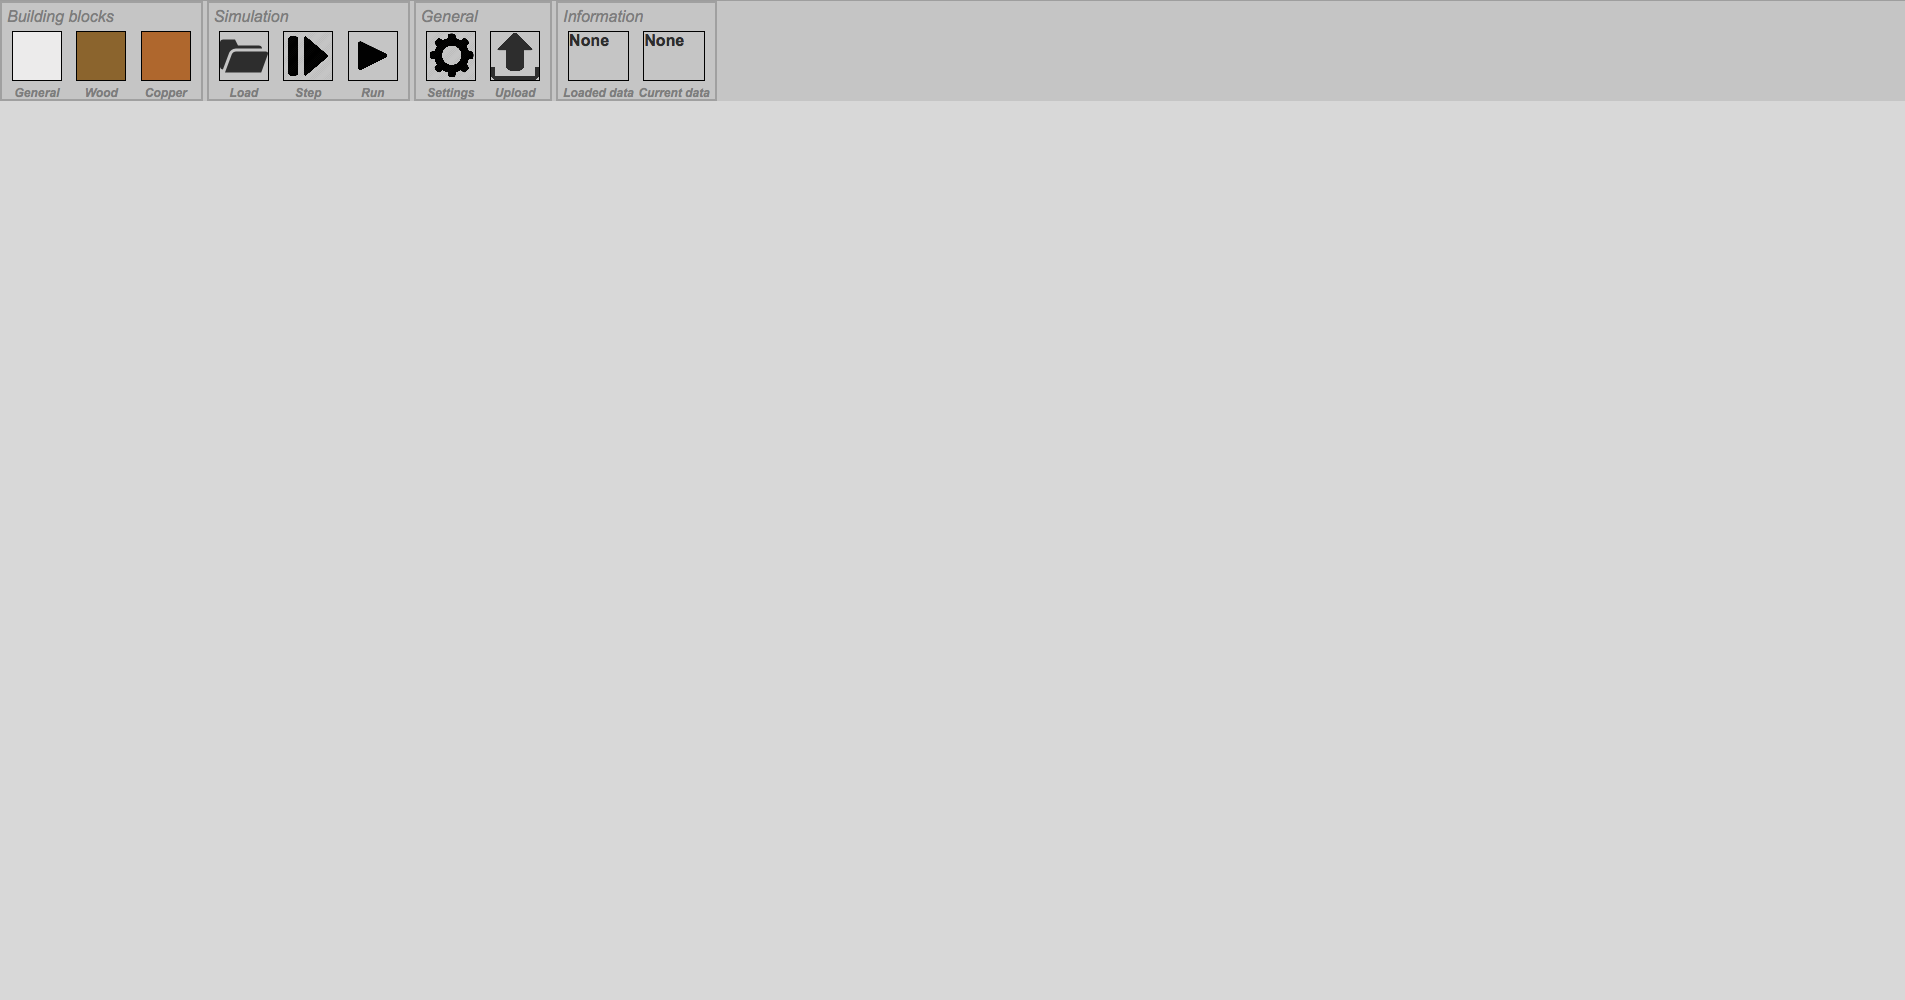 Building blocks
General Wood Copper
Simulation
Load Step Run
General
Settings Upload
Information
None None
Loaded data Current data